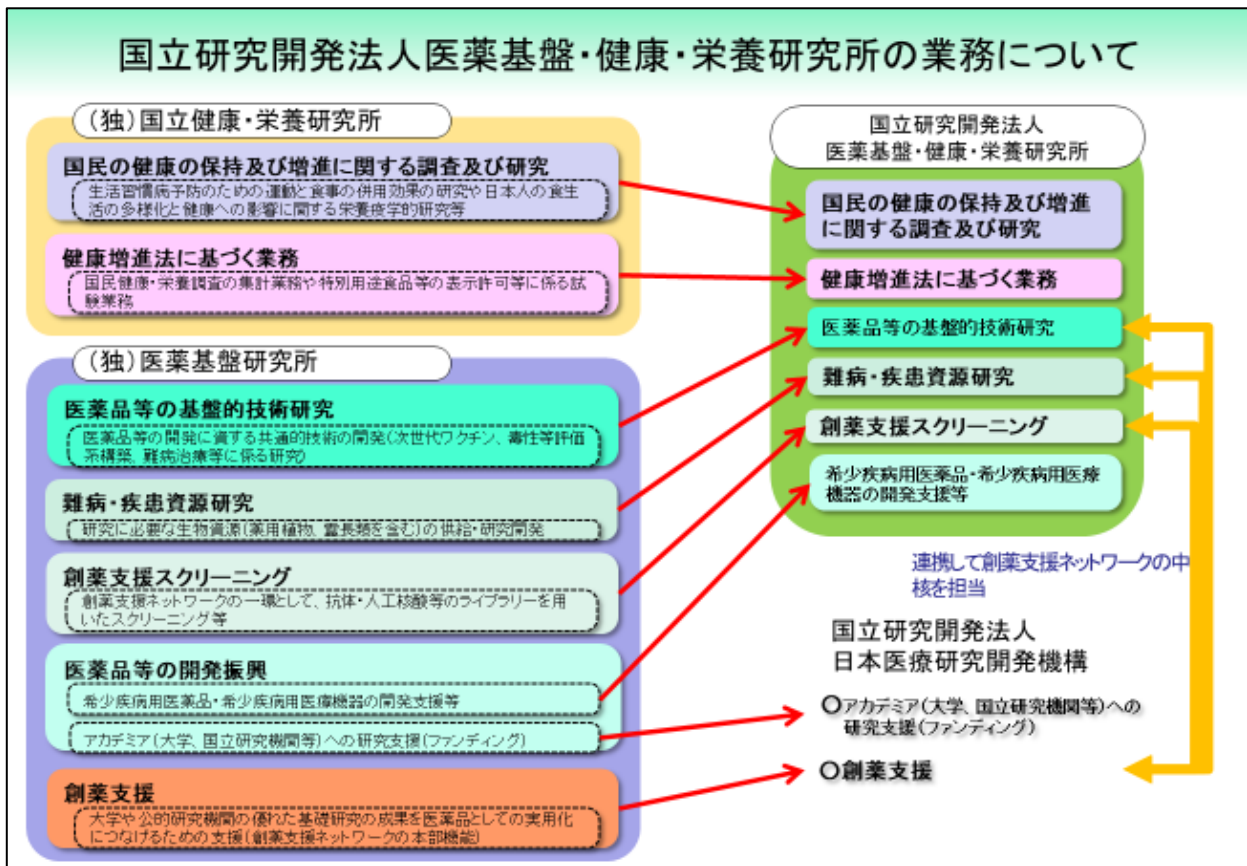 国立研究開発法人医薬基盤・健康・栄養研究所の業務について
（独）国立健康・栄養研究所
国民の健康の保持及び増進に関する調査及び研究
生活習慣病予防のための運動と食事の併用効果の研究や日本人の食生
活の多様化と健康への影響に関する栄養疫学的研究等
健康増進法に基づく業務
国民健康・栄養調査の集計業務や特別用途食品等の表示許可等に係る試
験業務
（独）医薬基盤研究所
医薬品等の基盤的技術研究
医薬品等の開発に資する共通的技術の開発（次世代ワクチン、毒性等評価
系構築、難病治療等に係る研究）
難病・疾患資源研究
研究に必要な生物資源（薬用植物、霊長類を含む）の供給・研究開発
創薬支援スクリーニング
創薬支援ネットワークの一環として、抗体・人工核酸等のライブラリーを用
いたスクリーニング等
医薬品等の開発振興
希少疾病用医薬品・希少疾病用医療機器の開発支援等
アカデミア（大学、国立研究機関等）への研究支援（ファンディング）
創薬支援
大学や公的研究機関の優れた基礎研究の成果を医薬品としての実用化
につなげるための支援（創薬支援ネットワークの本部機能）
国立研究開発法人
医薬基盤・健康・栄養研究所
国民の健康の保持及び増進
に関する調査及び研究
健康増進法に基づく業務
医薬品等の基盤的技術研究
難病・疾患資源研究
創薬支援スクリーニング
希少疾病用医薬品・希少疾病用医療
機器の開発支援等
連携して創薬支援ネットワークの中
核を担当
国立研究開発法人
日本医療研究開発機構
○アカデミア（大学、国立研究機関等）への
研究支援（ファンディング）
○創薬支援